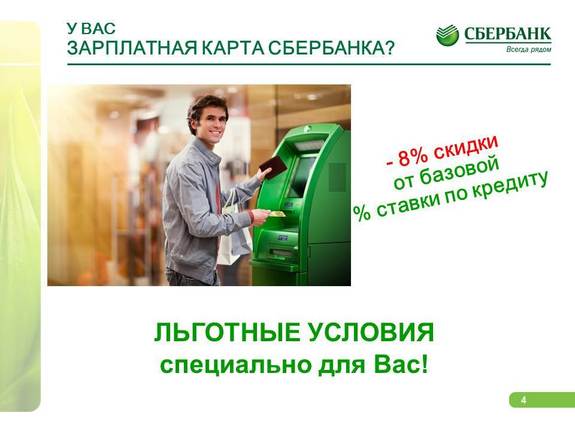 У ВАС
ЗАРПЛАТНАЯ КАРТА СБЕРБАНКА?
СБЕРБАНК
Всегда рядом
- 8% скидки
от базовой
% ставки по кредиту
ЛЬГОТНЫЕ УСЛОВИЯ
специально для Вас!
4